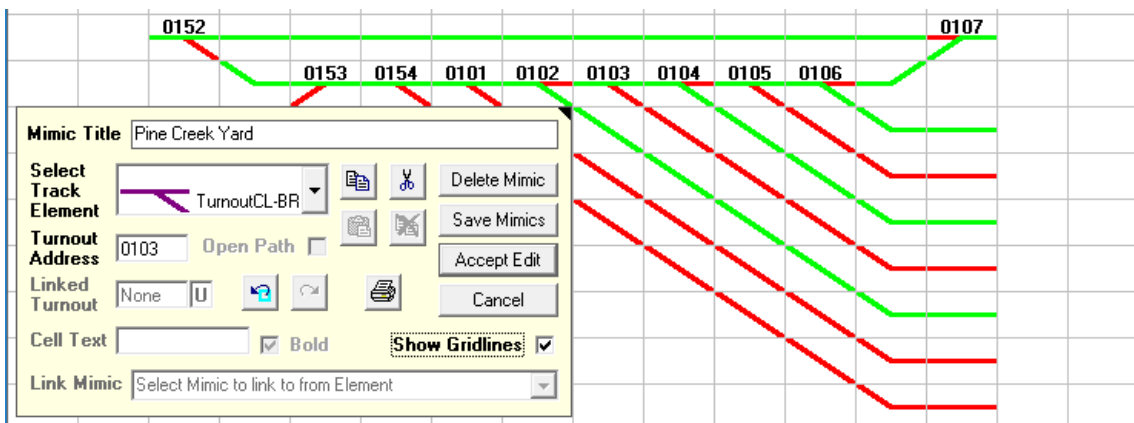 0152 0107
0153 0154 0101 0102 0103 0104 0105 0106
Mimic Title Pine Creek Yard
Select
Track
Element
TurnoutCL-BR
Delete Mimic
Save Mimics
Turnout
Address
0103 Open Path
Accept Edit
Linked
Turnout
None U
Cancel
Cell Text
Bold
Show Gridlines
Link Mimic Select Mimic to link to from Element